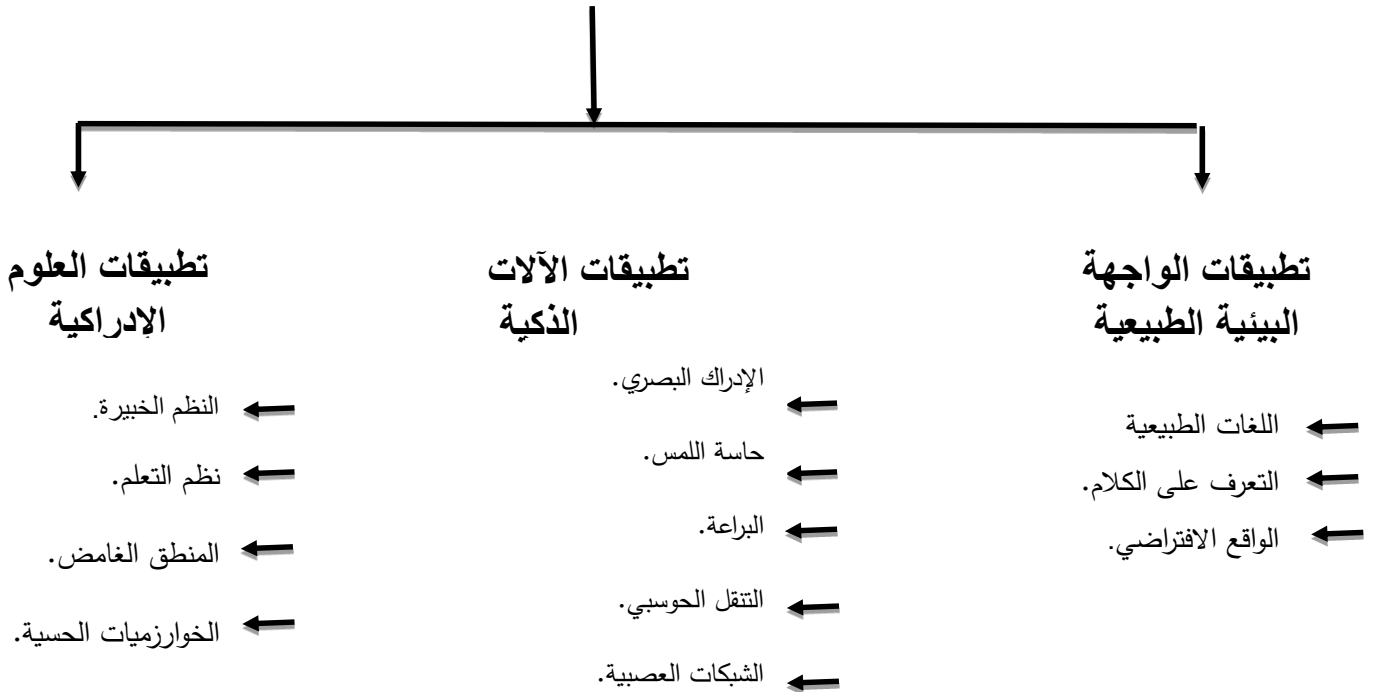 تطبيقات الواجهة
البيئية الطبيعية
اللغات الطبيعية
التعرف على الكلام.
الواقع الافتراضي.
تطبيقات الآلات
الذكية
الإدراك البصري.
حاسة اللمس.
البراعة.
التنقل الحوسبي.
الشبكات العصبية.
تطبيقات العلوم
الإدراكية
النظم الخبيرة.
نظم التعلم.
المنطق الغامض.
الخوارزميات الحسية.